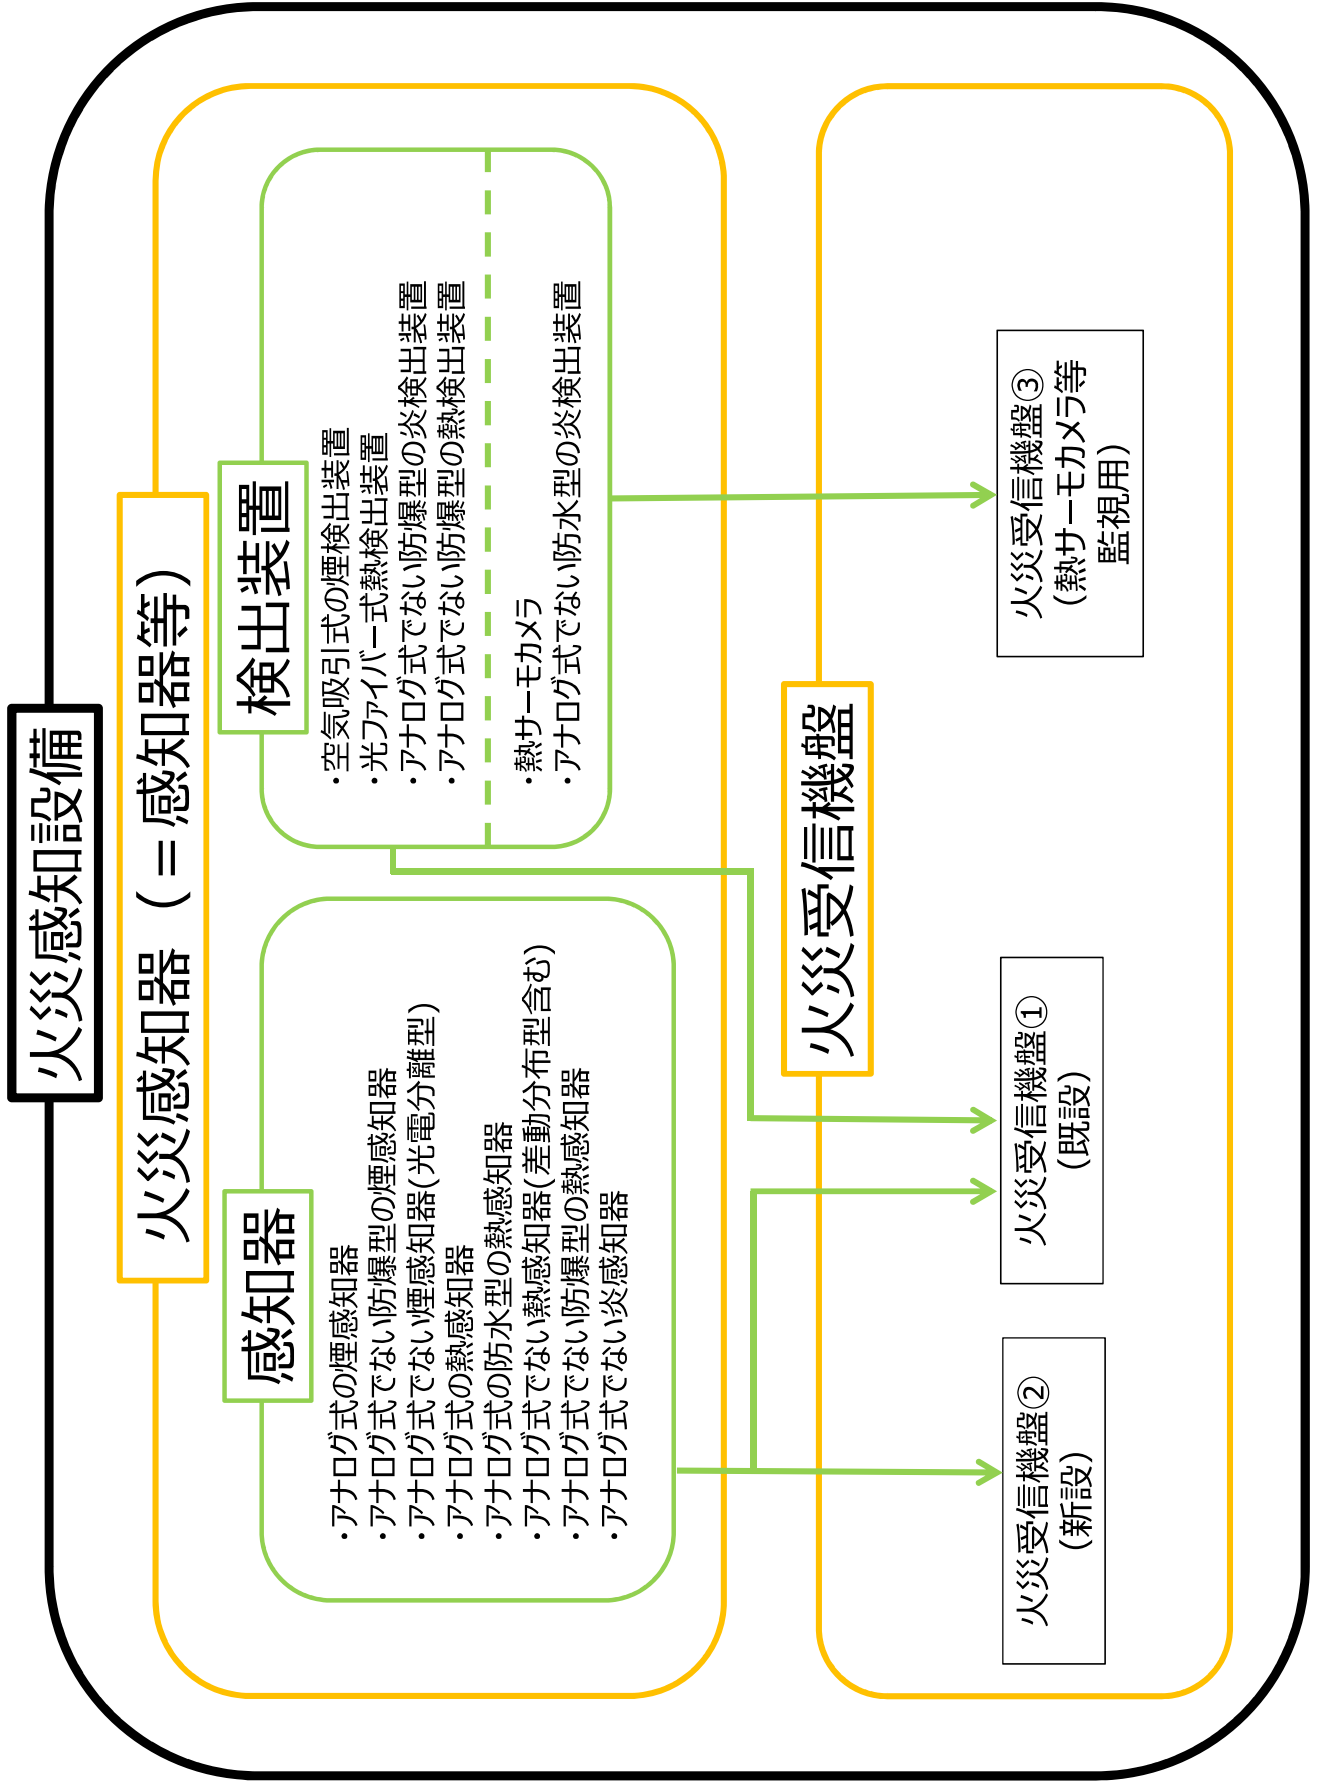 火災感知設備
火災感知器 （＝感知器等）
感知器
・アナログ式の煙感知器
・アナログ式でない防爆型の煙感知器
・アナログ式でない煙感知器(光電分離型)
・アナログ式の熱感知器
・アナログ式の防水型の熱感知器
・アナログ式でない熱感知器(差動分布型含む)
・アナログ式でない防爆型の熱感知器
・アナログ式でない炎感知器
検出装置
・空気吸引式の煙検出装置
・光ファイバー式熱検出装置
・アナログ式でない防爆型の炎検出装置
・アナログ式でない防爆型の熱検出装置
・熱サーモカメラ
・アナログ式でない防水型の炎検出装置
火災受信機盤
火災受信機盤②
(新設)
火災受信機盤①
(既設)
火災受信機盤③
(熱サーモカメラ等
監視用)